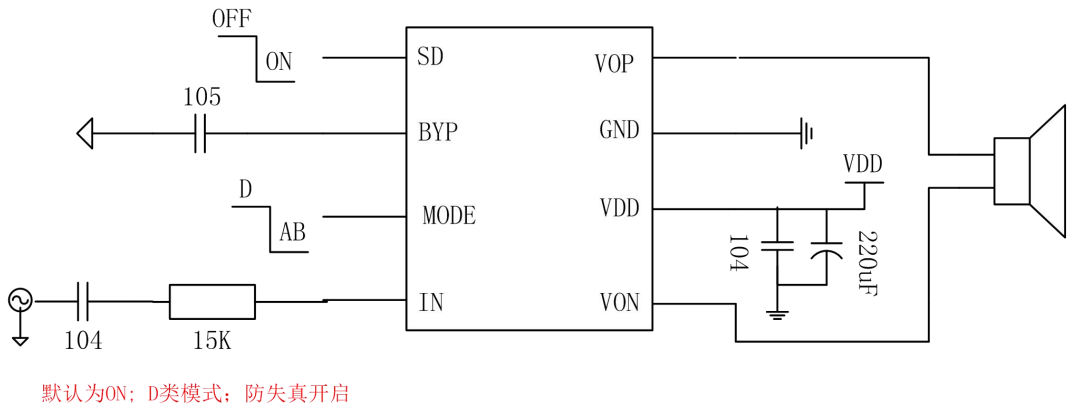 OFF
ON
SD
VOP
105
BYP
GND
VDD
D
AB
MODE
VDD
104
220uF
IN
VON
104
15K
默认为ON; D类模式; 防失真开启